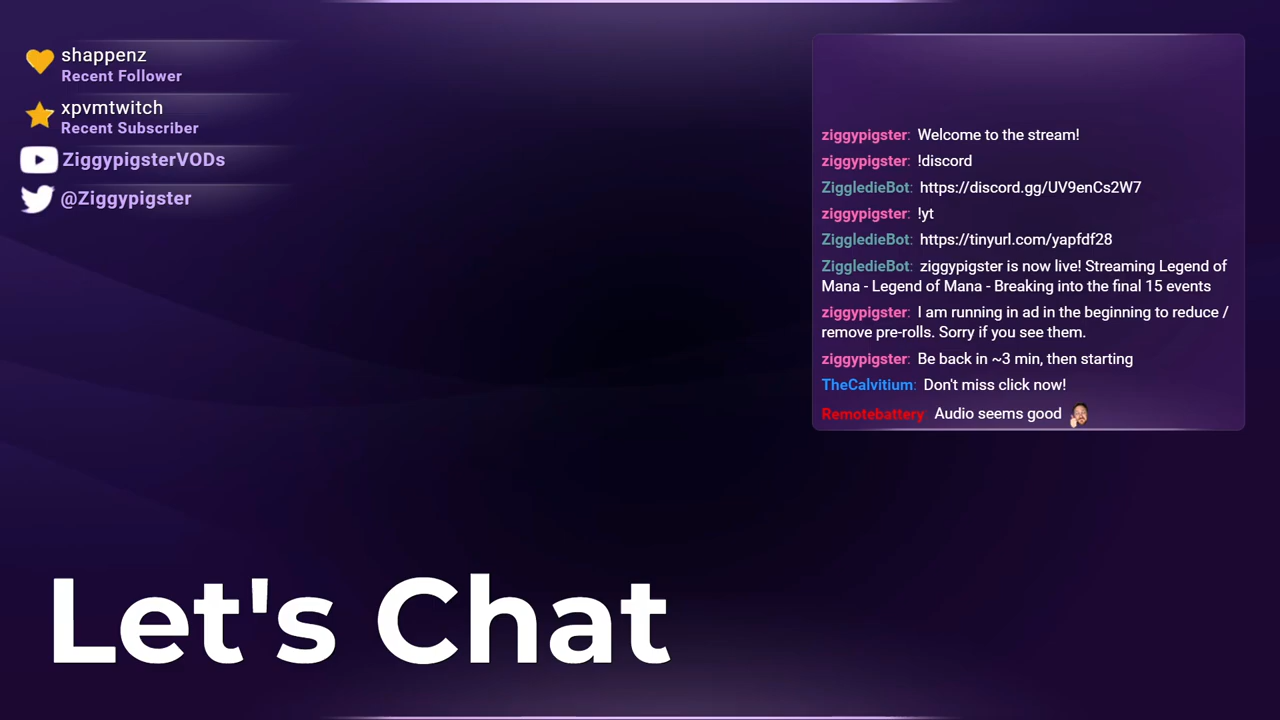 shappenz
Recent Follower
xpvmtwitch
Recent Subscriber
ZiggypigsterVODs
@Ziggypigster
ziggypigster: Welcome to the stream!
ziggypigster: !discord
ZiggledieBot: https://discord.gg/UV9enCs2W7
ziggypigster: !yt
ZiggledieBot: https://tinyurl.com/yapfdf28
ZiggledieBot: ziggypigster is now live! Streaming Legend of
Mana - Legend of Mana - Breaking into the final 15 events
ziggypigster: I am running in ad in the beginning to reduce /
remove pre-rolls. Sorry if you see them.
ziggypigster: Be back in ~3 min, then starting
TheCalvitium: Don't miss click now!
Remotebattery: Audio seems good
Let's Chat